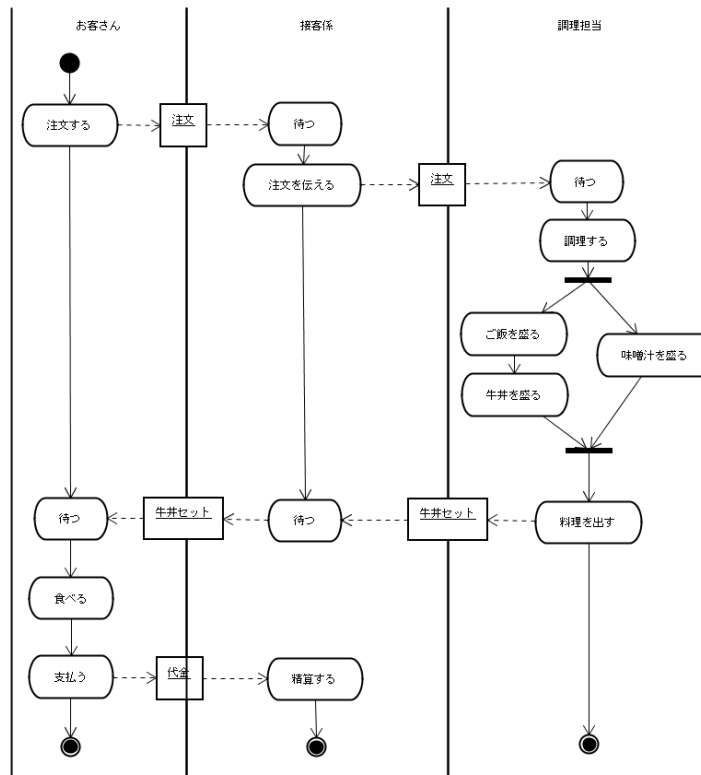 お客さん
接客係
調理担当
注文する
注文
待つ
注文を伝える
注文
待つ
調理する
ご飯を盛る
味噌汁を盛る
牛丼を盛る
待つ
牛丼セット
待つ
牛丼セット
料理を出す
食べる
支払う
代金
精算する